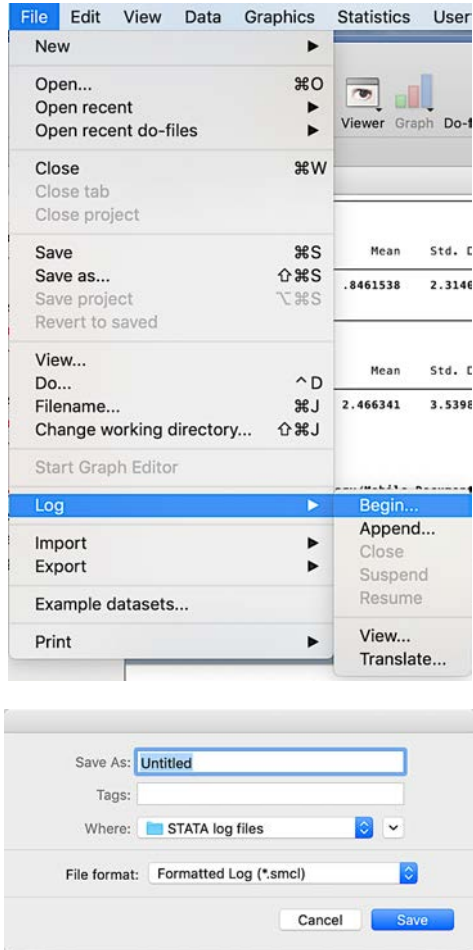 File Edit View Data Graphics Statistics User
New ▶
Open... ⌘O
Open recent ▶
Open recent do-files ▶
Close ⌘W
Close tab
Close project
Save ⌘S
Save as... ⇧⌘S
Save project ⌥⌘S
Revert to saved
View...
Do... ^D
Filename... ⌘J
Change working directory... ⇧⌘J
Start Graph Editor
Log ▶
Import ▶
Export ▶
Example datasets...
Print ▶
Viewer Graph Do-f
Mean Std. D
.8461538 2.3146
Mean Std. D
2.466341 3.5398
Begin...
Append...
Close
Suspend
Resume
View...
Translate...
Save As: Untitled
Tags:
Where: STATA log files
File format: Formatted Log (*.smcl)
Cancel Save